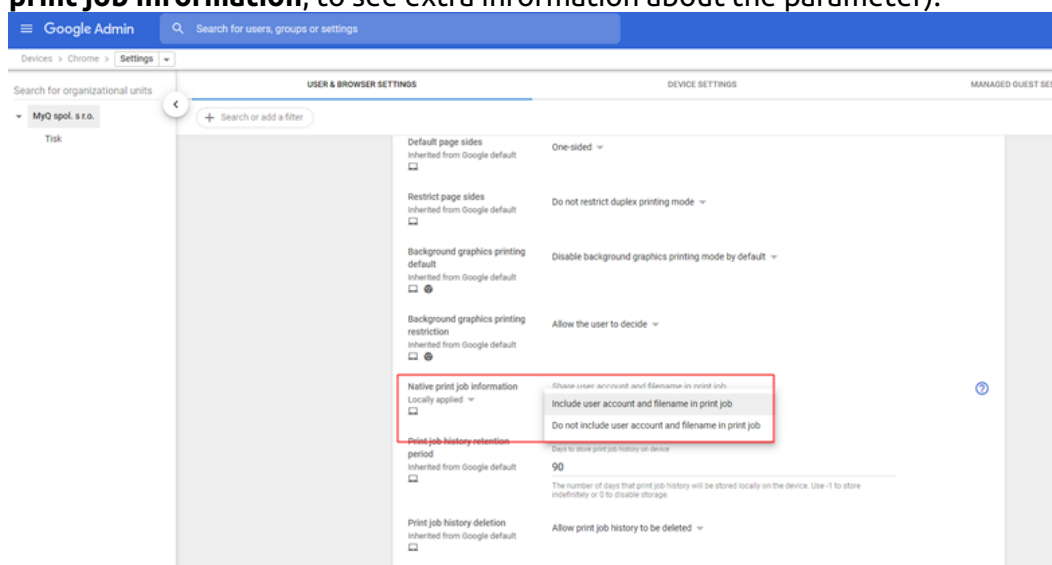 print job information, to see extra information about the parameter).
Google Admin
Search for users, groups or settings
Devices > Chrome > Settings
Search for organizational units
USER & BROWSER SETTINGS
DEVICE SETTINGS
MANAGED GUEST SES
MyQ spol. s r.o.
Search or add a filter
Tisk
Default page sides
Inherited from Google default
One-sided
Restrict page sides
Inherited from Google default
Do not restrict duplex printing mode
Background graphics printing
default
Inherited from Google default
Disable background graphics printing mode by default
Background graphics printing
restriction
Inherited from Google default
Allow the user to decide
Native print job information
Locally applied
Share user account and filename in print job
Include user account and filename in print job
Do not include user account and filename in print job
Print job history retention
period
Inherited from Google default
Days to store print job history on device
90
The number of days that print job history will be stored locally on the device. Use -1 to store
indefinitely or 0 to disable storage.
Print job history deletion
Inherited from Google default
Allow print job history to be deleted